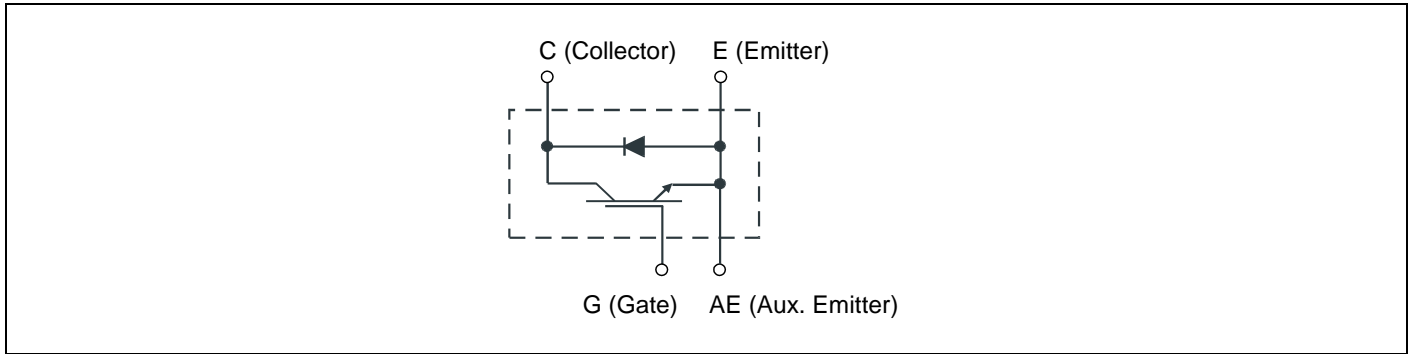 C (Collector) E (Emitter)
G (Gate) AE (Aux. Emitter)